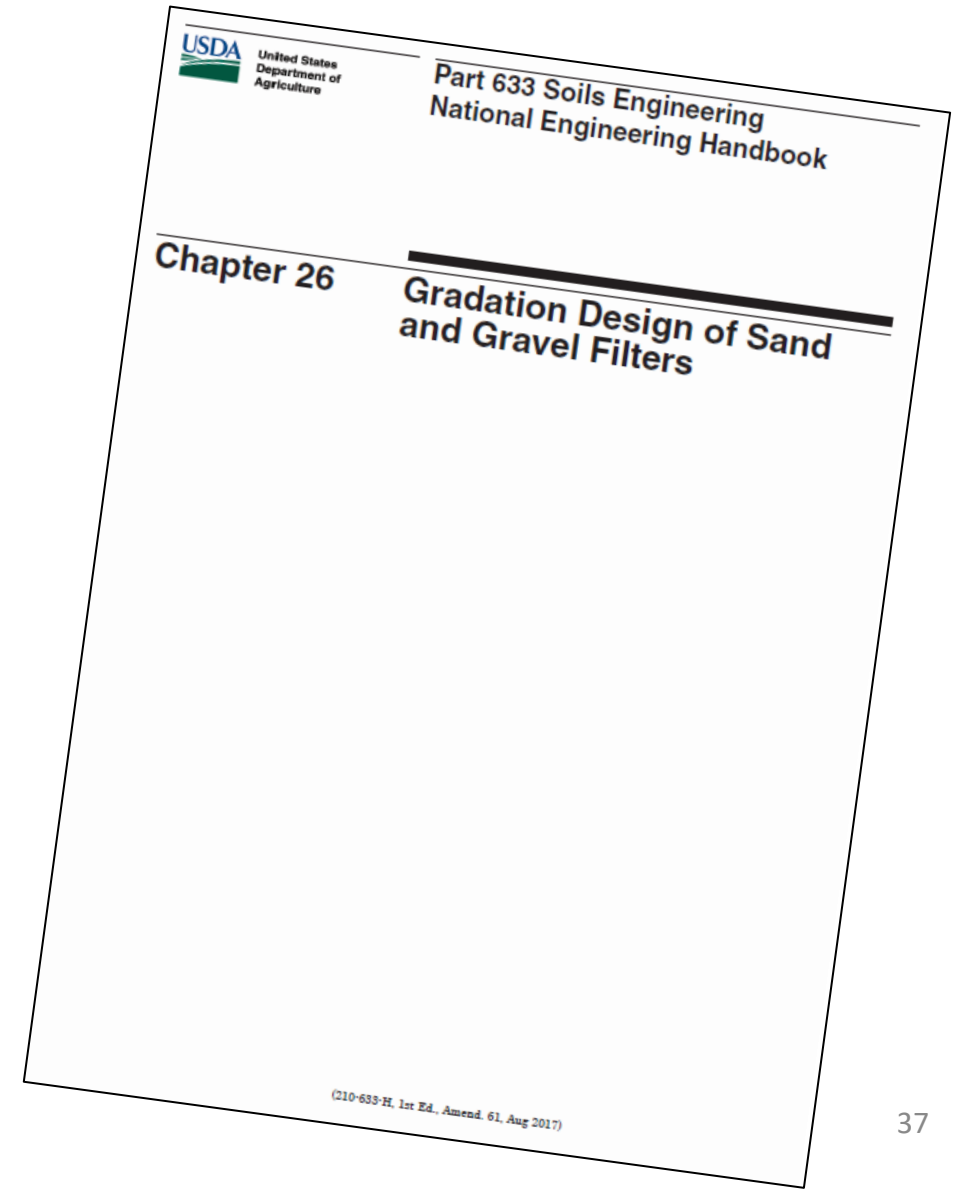 USDA
United States
Department of
Agriculture
Part 633 Soils Engineering
National Engineering Handbook
Chapter 26
Gradation Design of Sand
and Gravel Filters
(210-633-H, 1st Ed., Amend. 61, Aug 2017)
37